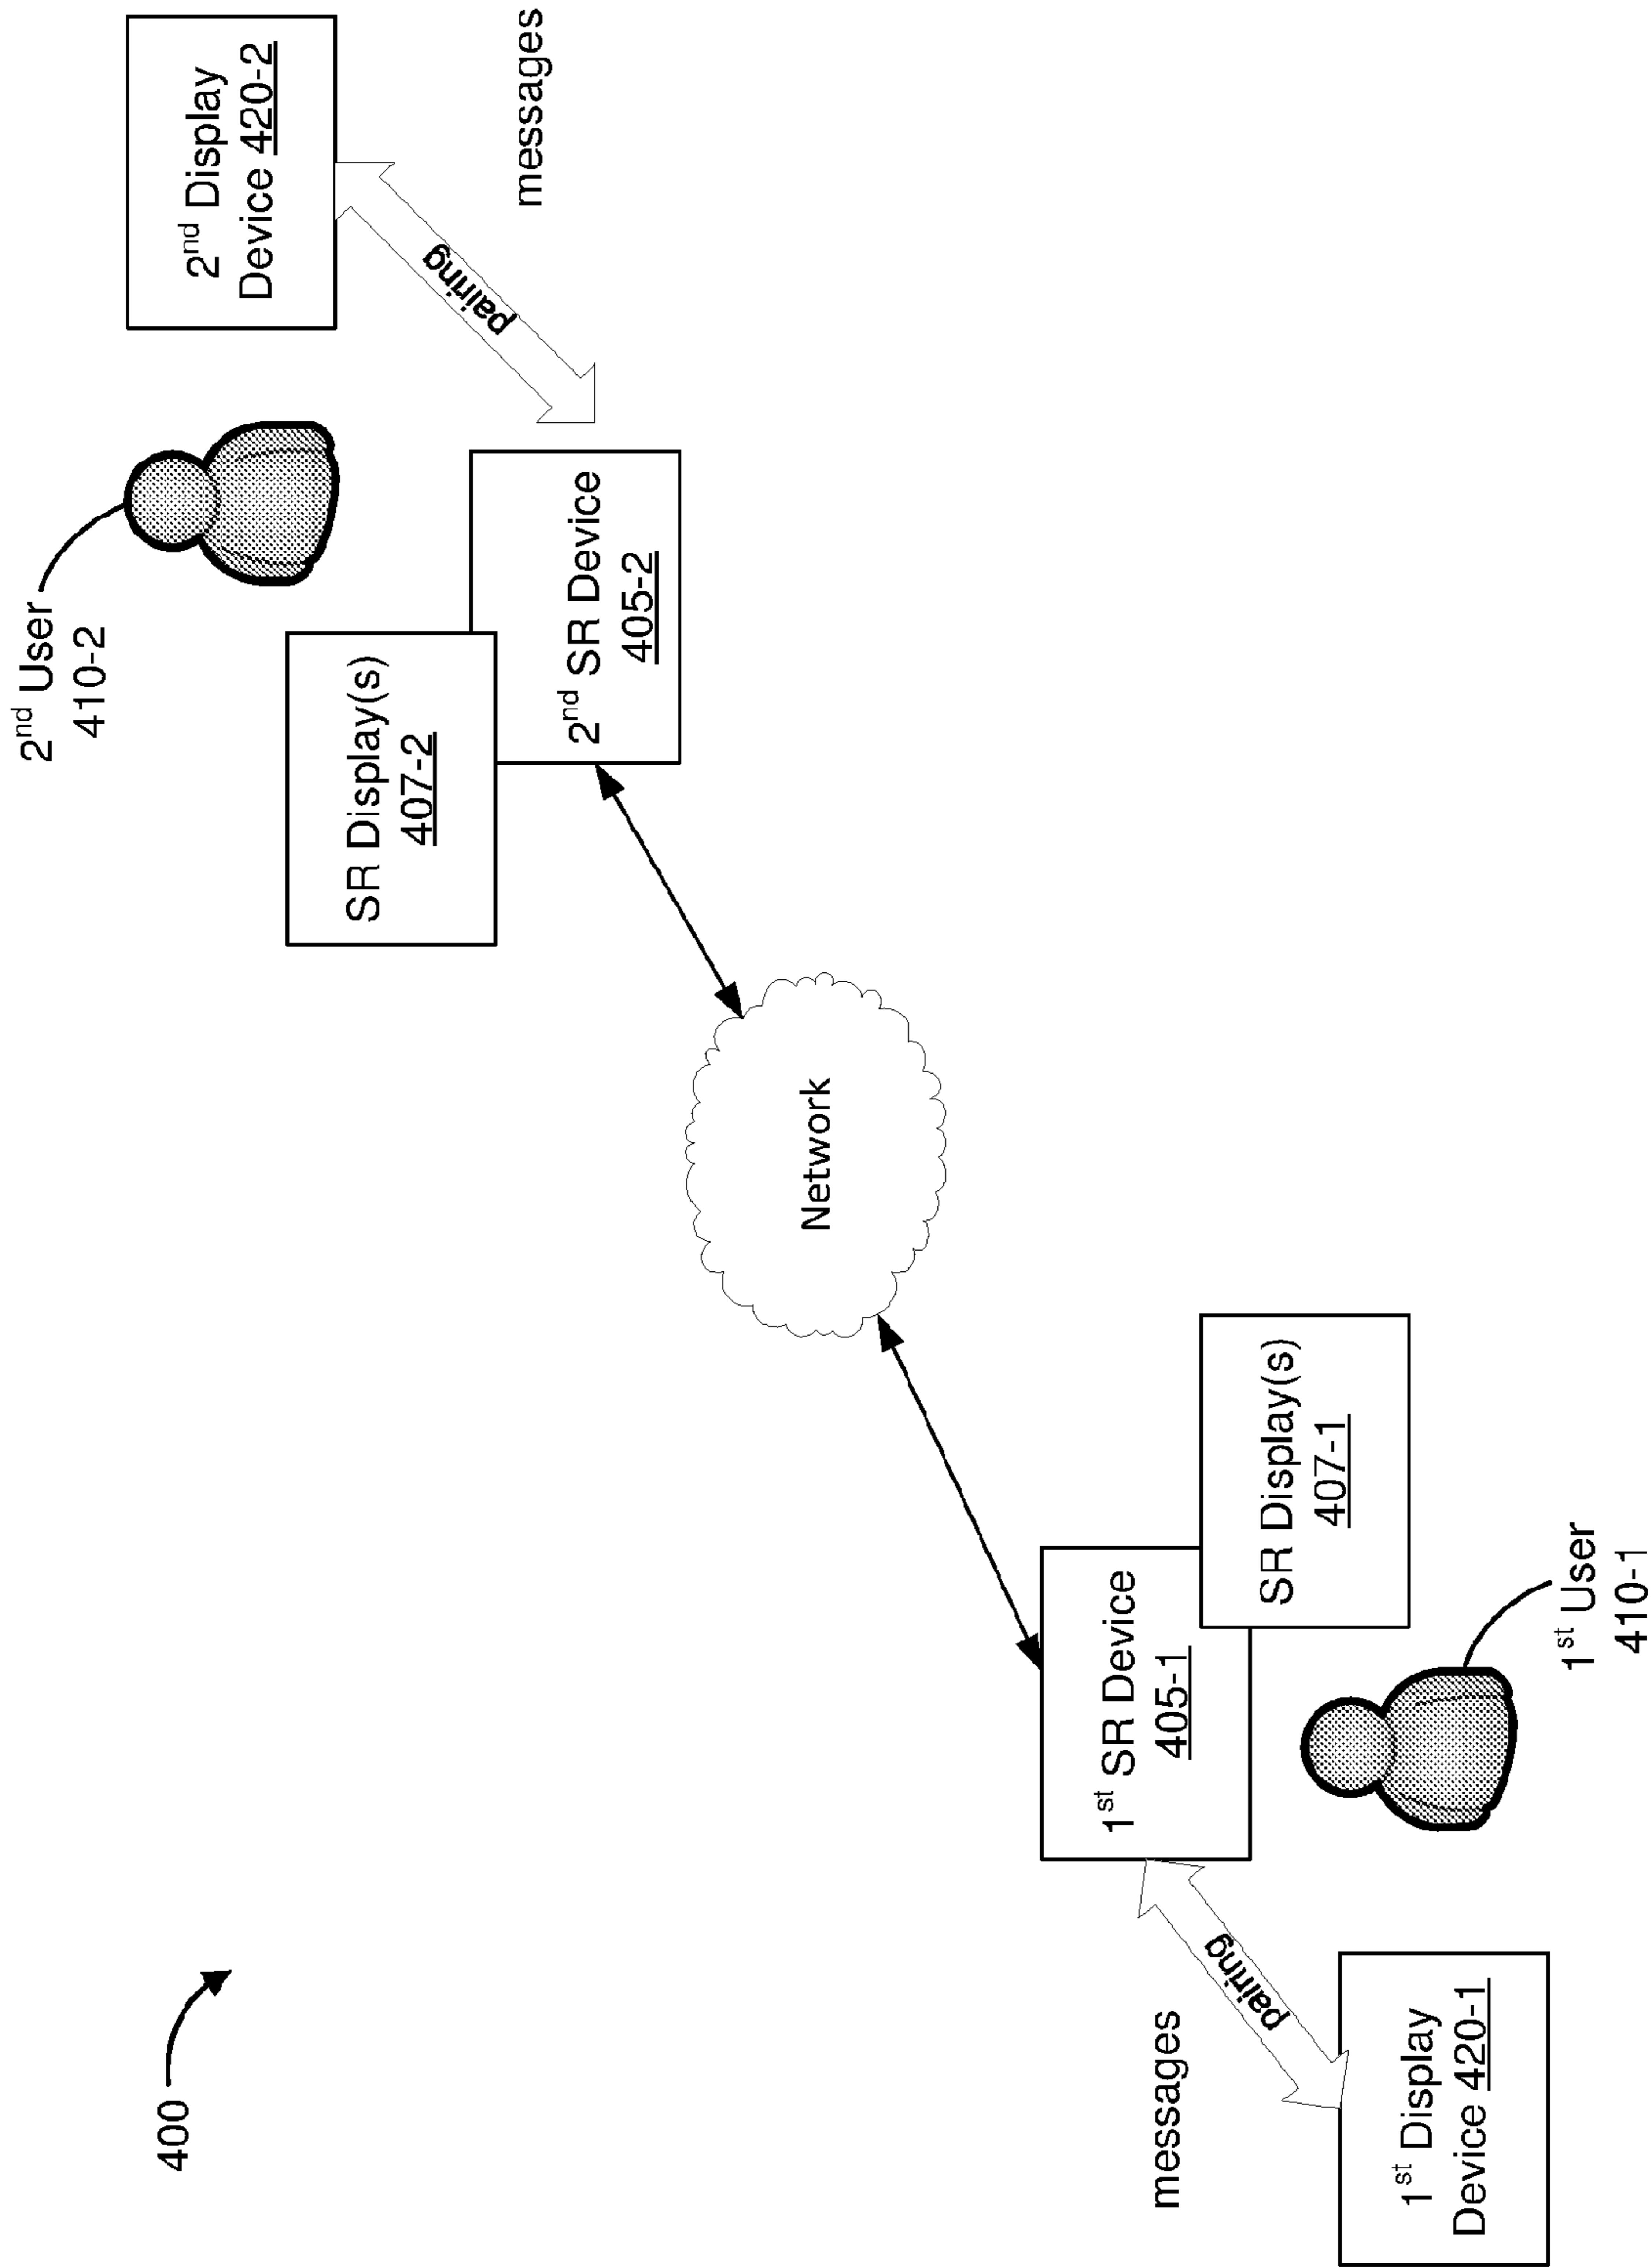 400
2nd User
410-2
2nd Display
Device 420-2
SR Display(s)
407-2
pairing
2nd SR Device
405-2
messages
Network
messages
1st SR Device
405-1
pairing
SR Display(s)
407-1
1st Display
Device 420-1
1st User
410-1